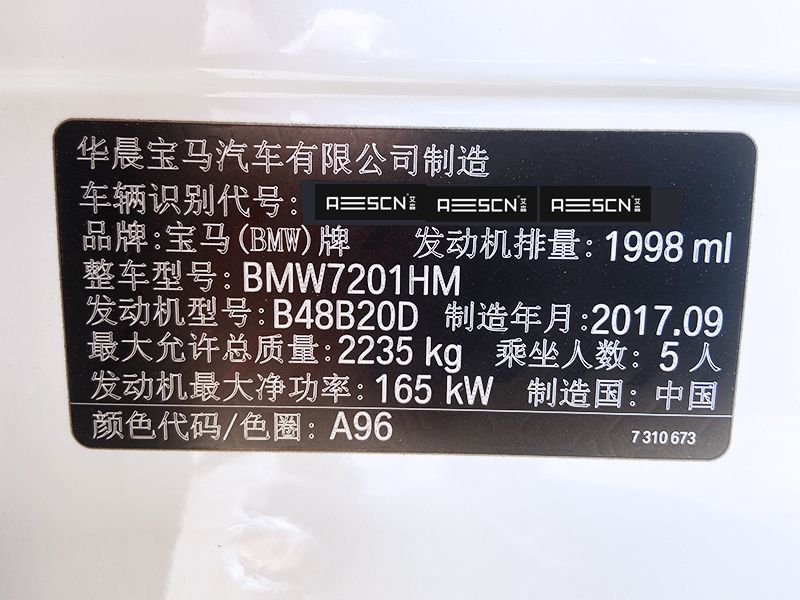 华晨宝马汽车有限公司制造
车辆识别代号: AESCN AESCN AESCN
品牌:宝马(BMW)牌 发动机排量:1998 ml
整车型号:BMW7201HM
发动机型号:B48B20D 制造年月:2017.09
最大允许总质量:2235 kg 乘坐人数: 5 人
发动机最大净功率: 165 kW 制造国: 中国
颜色代码/色圈: A96 7 310 673